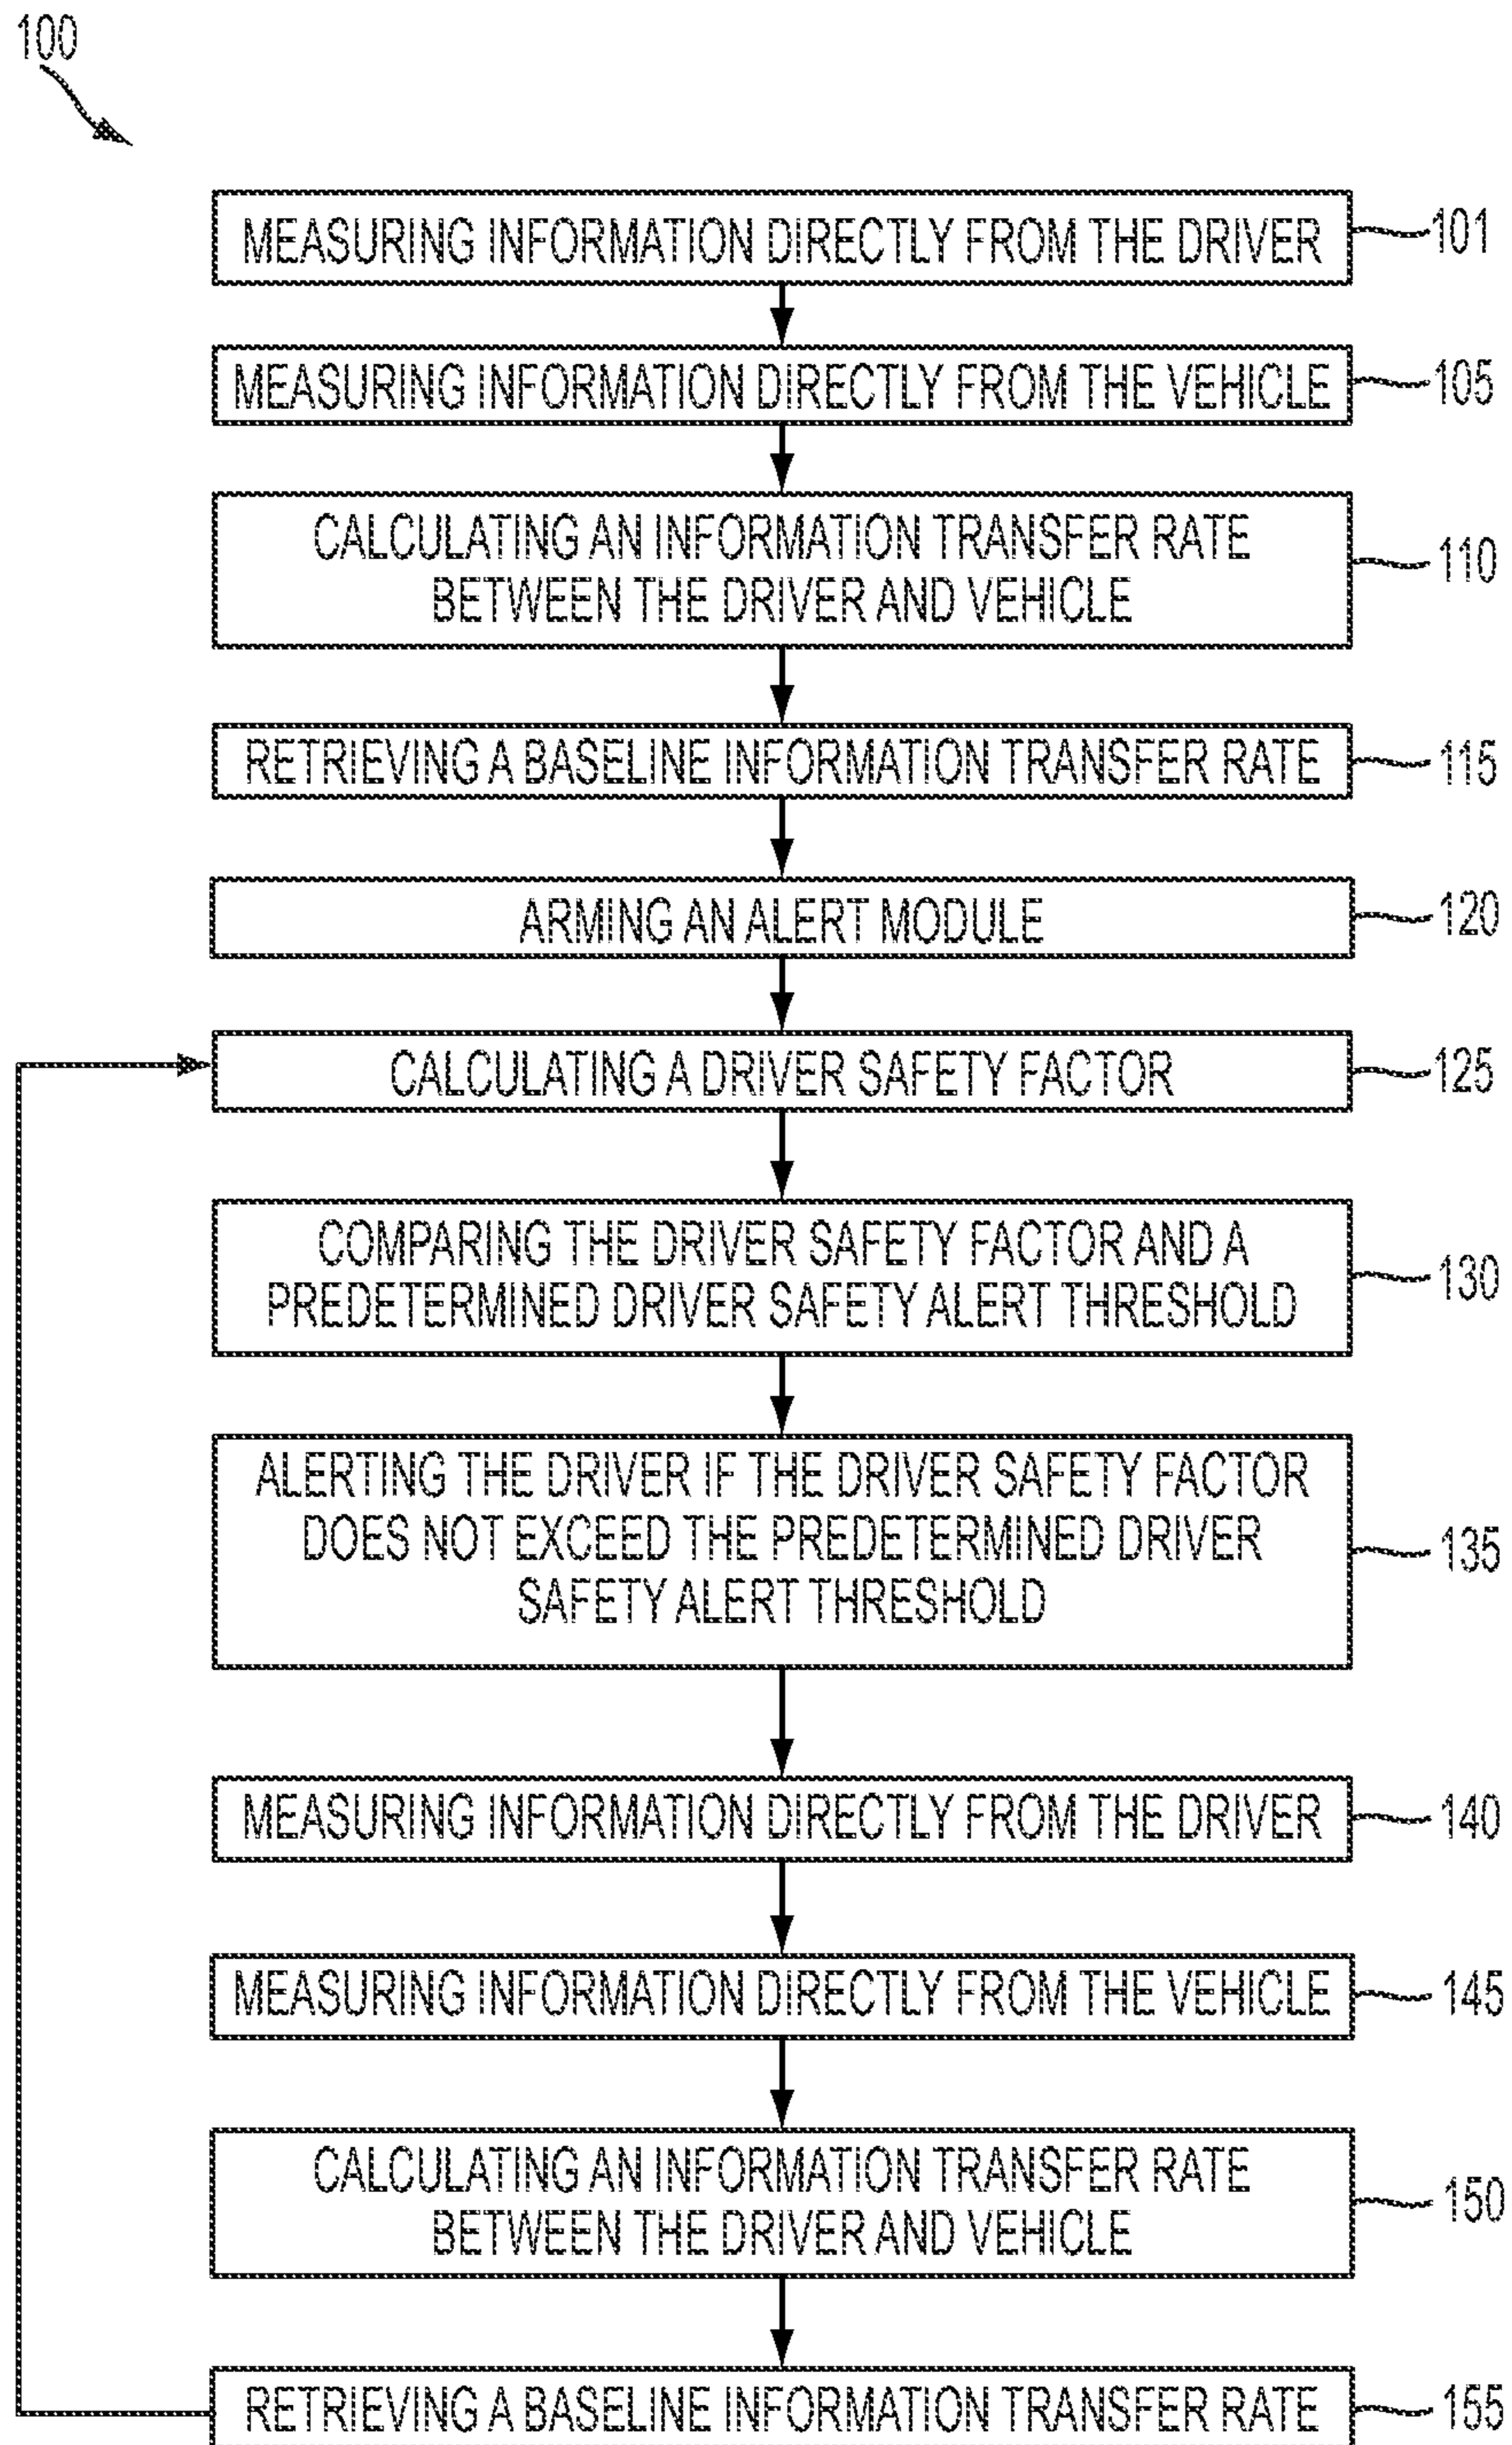 100
MEASURING INFORMATION DIRECTLY FROM THE DRIVER
101
MEASURING INFORMATION DIRECTLY FROM THE VEHICLE
105
CALCULATING AN INFORMATION TRANSFER RATE
BETWEEN THE DRIVER AND VEHICLE
110
RETRIEVING A BASELINE INFORMATION TRANSFER RATE
115
ARMING AN ALERT MODULE
120
CALCULATING A DRIVER SAFETY FACTOR
125
COMPARING THE DRIVER SAFETY FACTOR AND A
PREDETERMINED DRIVER SAFETY ALERT THRESHOLD
130
ALERTING THE DRIVER IF THE DRIVER SAFETY FACTOR
DOES NOT EXCEED THE PREDETERMINED DRIVER
SAFETY ALERT THRESHOLD
135
MEASURING INFORMATION DIRECTLY FROM THE DRIVER
140
MEASURING INFORMATION DIRECTLY FROM THE VEHICLE
145
CALCULATING AN INFORMATION TRANSFER RATE
BETWEEN THE DRIVER AND VEHICLE
150
RETRIEVING A BASELINE INFORMATION TRANSFER RATE
155